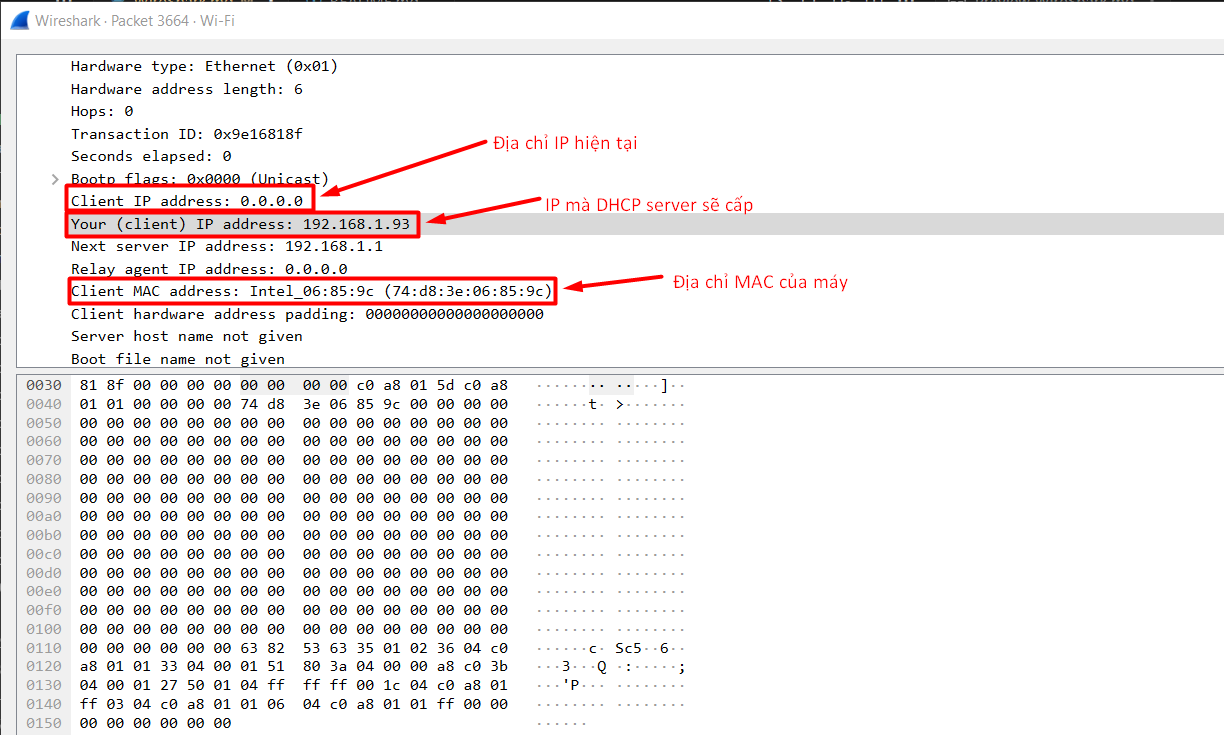 Wireshark · Packet 3664 · Wi-Fi
Hardware type: Ethernet (0x01)
Hardware address length: 6
Hops: 0
Transaction ID: 0x9e16818f
Địa chỉ IP hiện tại
Seconds elapsed: 0
Bootp flags: 0x0000 (Unicast)
Client IP address: 0.0.0.0
IP mà DHCP server sẽ cấp
Your (client) IP address: 192.168.1.93
Next server IP address: 192.168.1.1
Relay agent IP address: 0.0.0.0
Địa chỉ MAC của máy
Client MAC address: Intel_06:85:9c (74:d8:3e:06:85:9c)
Client hardware address padding: 00000000000000000000
Server host name not given
Boot file name not given
0030 81 8f 00 00 00 00 00 00 00 00 c0 a8 01 5d c0 a8 ········ ·····]··
0040 01 01 00 00 00 00 74 d8 3e 06 85 9c 00 00 00 00 ······t· >·······
0050 00 00 00 00 00 00 00 00 00 00 00 00 00 00 00 00 ········ ········
0060 00 00 00 00 00 00 00 00 00 00 00 00 00 00 00 00 ········ ········
0070 00 00 00 00 00 00 00 00 00 00 00 00 00 00 00 00 ········ ········
0080 00 00 00 00 00 00 00 00 00 00 00 00 00 00 00 00 ········ ········
0090 00 00 00 00 00 00 00 00 00 00 00 00 00 00 00 00 ········ ········
00a0 00 00 00 00 00 00 00 00 00 00 00 00 00 00 00 00 ········ ········
00b0 00 00 00 00 00 00 00 00 00 00 00 00 00 00 00 00 ········ ········
00c0 00 00 00 00 00 00 00 00 00 00 00 00 00 00 00 00 ········ ········
00d0 00 00 00 00 00 00 00 00 00 00 00 00 00 00 00 00 ········ ········
00e0 00 00 00 00 00 00 00 00 00 00 00 00 00 00 00 00 ········ ········
00f0 00 00 00 00 00 00 00 00 00 00 00 00 00 00 00 00 ········ ········
0100 00 00 00 00 00 00 00 00 00 00 00 00 00 00 00 00 ········ ········
0110 00 00 00 00 00 00 63 82 53 63 35 01 02 36 04 c0 ······c· Sc5··6··
0120 a8 01 01 33 04 00 01 51 80 3a 04 00 00 a8 c0 3b ···3···Q ·:·····;
0130 04 00 01 27 50 01 04 ff ff ff 00 1c 04 c0 a8 01 ···'P··· ········
0140 ff 03 04 c0 a8 01 01 06 04 c0 a8 01 01 ff 00 00 ········ ········
0150 00 00 00 00 00 00 ······